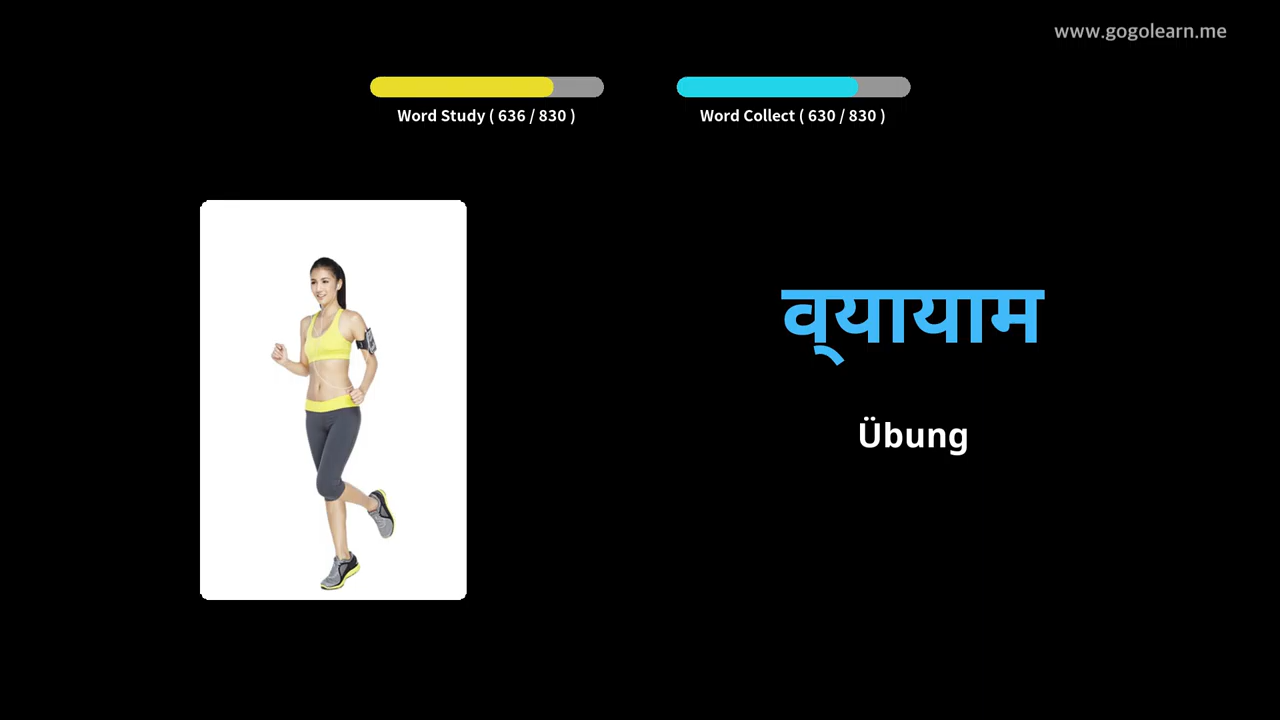 www.gogolearn.me
Word Study ( 636 / 830 )
Word Collect ( 630 / 830 )
व्यायाम
Übung